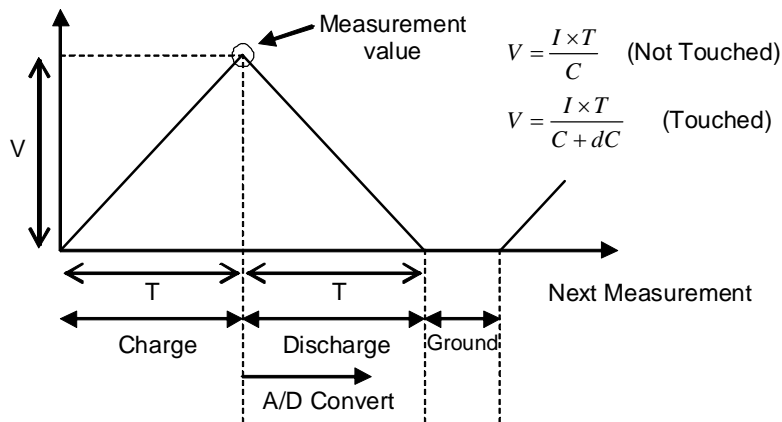 Measurement
value
V = I × T / C (Not Touched)
V = I × T / C + dC (Touched)
V
T T
Next Measurement
Charge Discharge Ground
A/D Convert